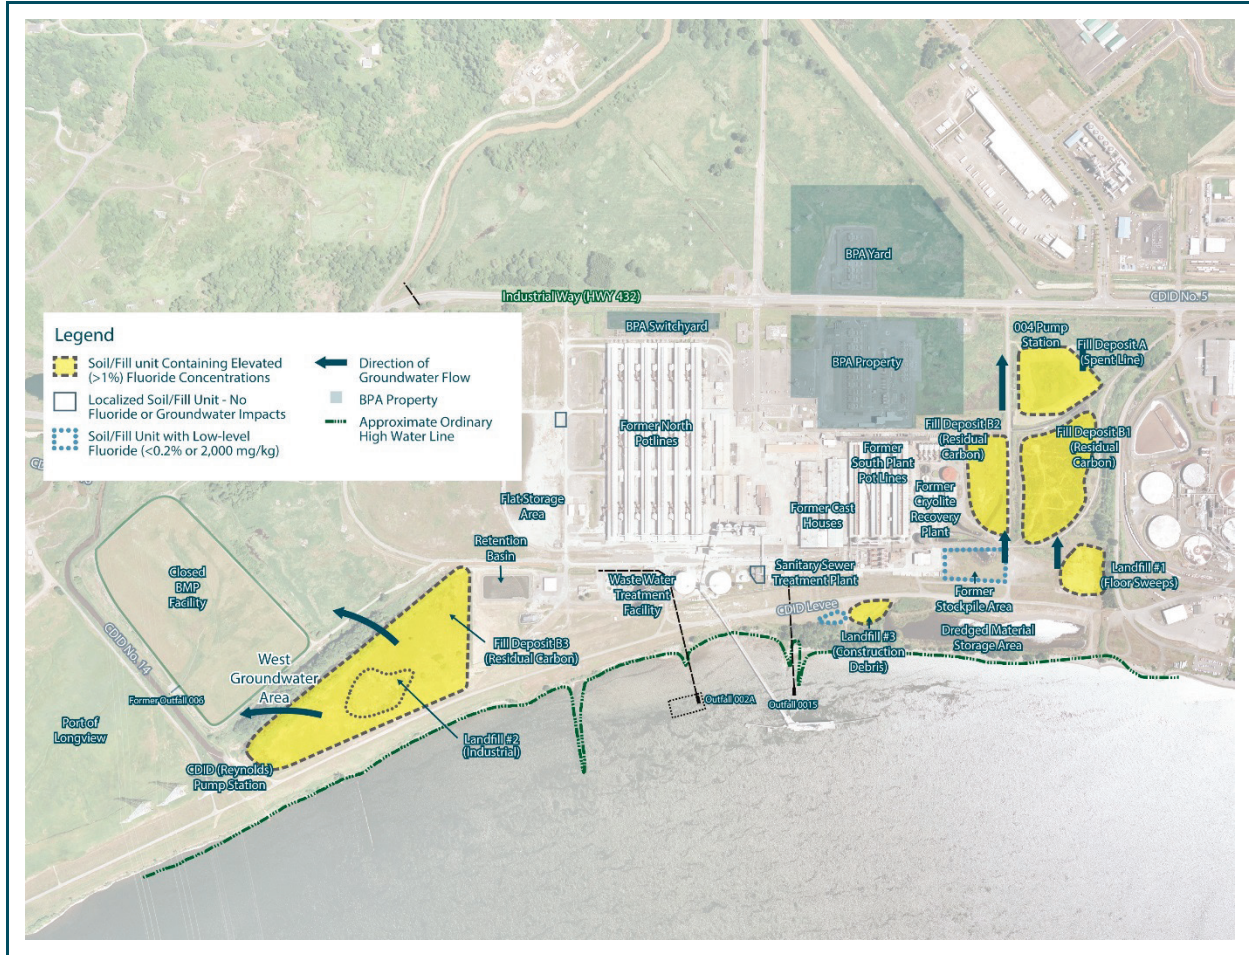 BPA Yard
Industrial Way (HWY 432)
CDID No. 5
BPA Switchyard
BPA Property
004 Pump
Station
Fill Deposit A
(Spent Line)
Legend
Soil/Fill unit Containing Elevated
(>1%) Fluoride Concentrations
Localized Soil/Fill Unit - No
Fluoride or Groundwater Impacts
Soil/Fill Unit with Low-level
Fluoride (<0.2% or 2,000 mg/kg)
Direction of
Groundwater Flow
BPA Property
Approximate Ordinary
High Water Line
Former North
Potlines
Fill Deposit B2
(Residual
Carbon)
Fill Deposit B1
(Residual
Carbon)
Former
South Plant
Pot Lines
Former
Cryolite
Recovery
Plant
Flat Storage
Area
Former Cast
Houses
Retention
Basin
Closed
BMP
Facility
Waste Water
Treatment
Facility
Sanitary Sewer
Treatment Plant
Former
Stockpile Area
Landfill #1
(Floor Sweeps)
CDID Levee
Landfill #3
(Construction
Debris)
Dredged Material
Storage Area
Fill Deposit B3
(Residual Carbon)
CDID No. 14
West
Groundwater
Area
Former Outfall 006
Outfall 002A
Outfall 001S
Port of
Longview
Landfill #2
(Industrial)
CDID (Reynolds)
Pump Station